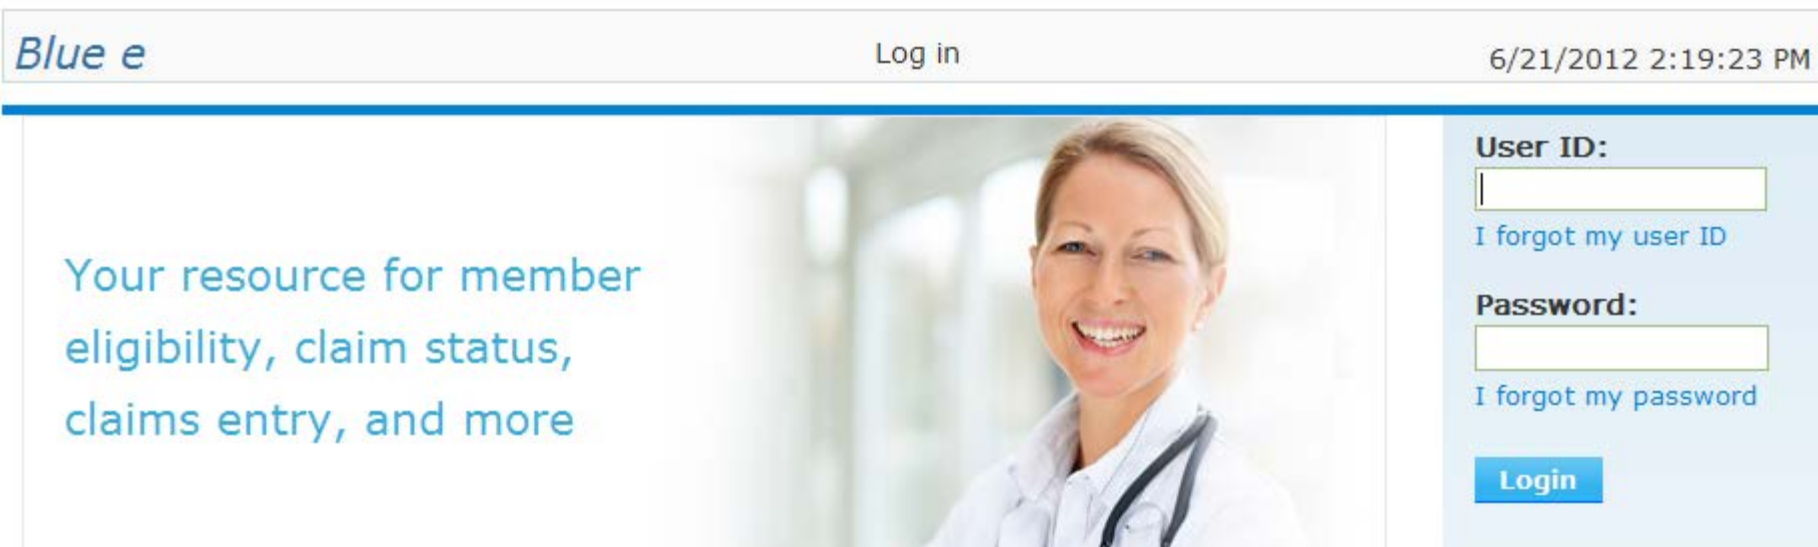 Blue e
Log in
6/21/2012 2:19:23 PM
Your resource for member
eligibility, claim status,
claims entry, and more
User ID:
I forgot my user ID
Password:
I forgot my password
Login